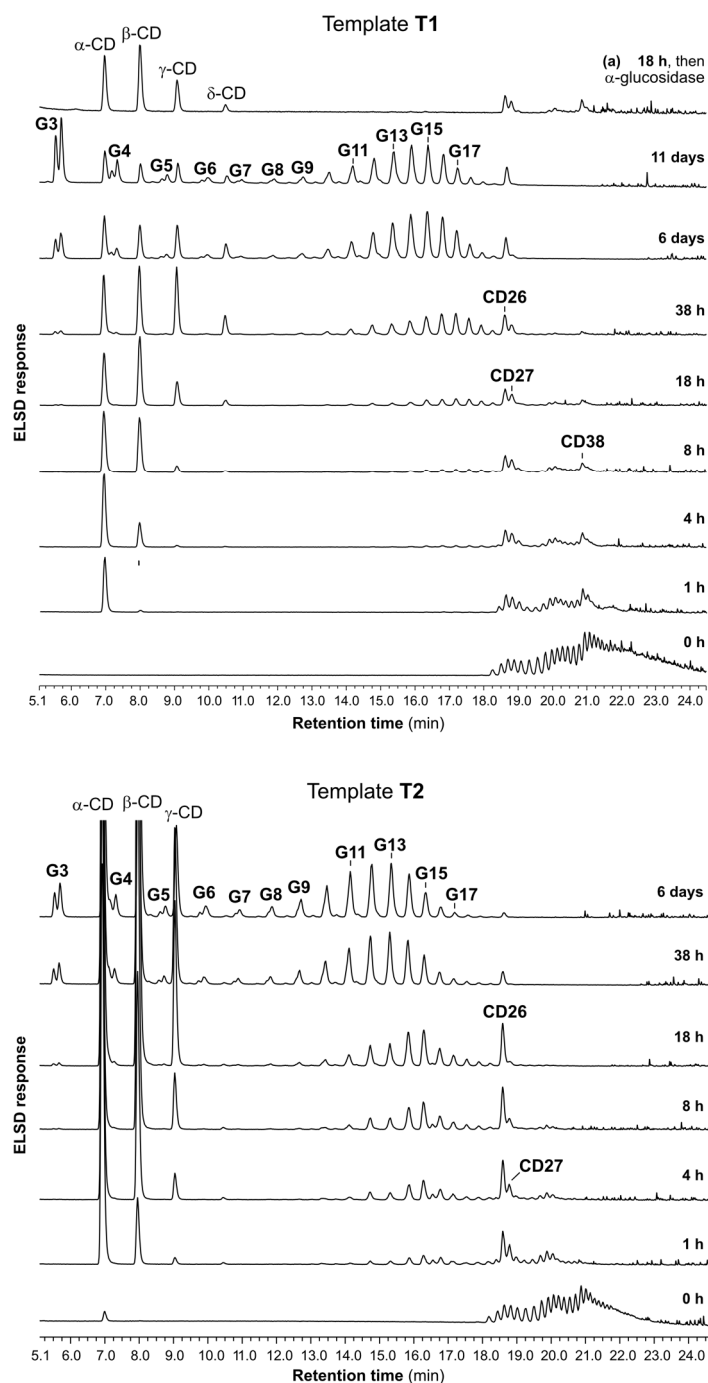 Template T1
α-CD
β-CD
γ-CD
δ-CD
(a) 18 h, then
α-glucosidase
G3
G4
G5
G6
G7
G8
G9
G11
G13
G15
G17
11 days
6 days
CD26
38 h
CD27
18 h
CD38
8 h
4 h
1 h
0 h
ELSD response
5.1 6.0 7.0 8.0 9.0 10.0 11.0 12.0 13.0 14.0 15.0 16.0 17.0 18.0 19.0 20.0 21.0 22.0 23.0 24.0
Retention time (min)
Template T2
α-CD
β-CD
γ-CD
G3
G4
G5
G6
G7
G8
G9
G11
G13
G15
G17
6 days
38 h
CD26
18 h
8 h
CD27
4 h
1 h
0 h
ELSD response
5.1 6.0 7.0 8.0 9.0 10.0 11.0 12.0 13.0 14.0 15.0 16.0 17.0 18.0 19.0 20.0 21.0 22.0 23.0 24.0
Retention time (min)